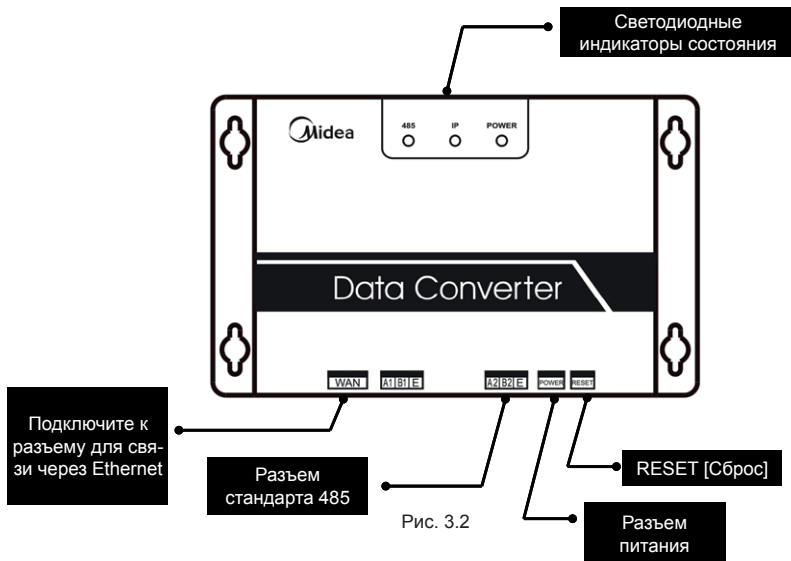 Светодиодные
индикаторы состояния
Midea
485 IP POWER
Data Converter
WAN A1 B1 E A2 B2 E POWER RESET
Подключите к
разъему для свя-
зи через Ethernet
Разъем
стандарта 485
RESET [Сброс]
Рис. 3.2
Разъем
питания